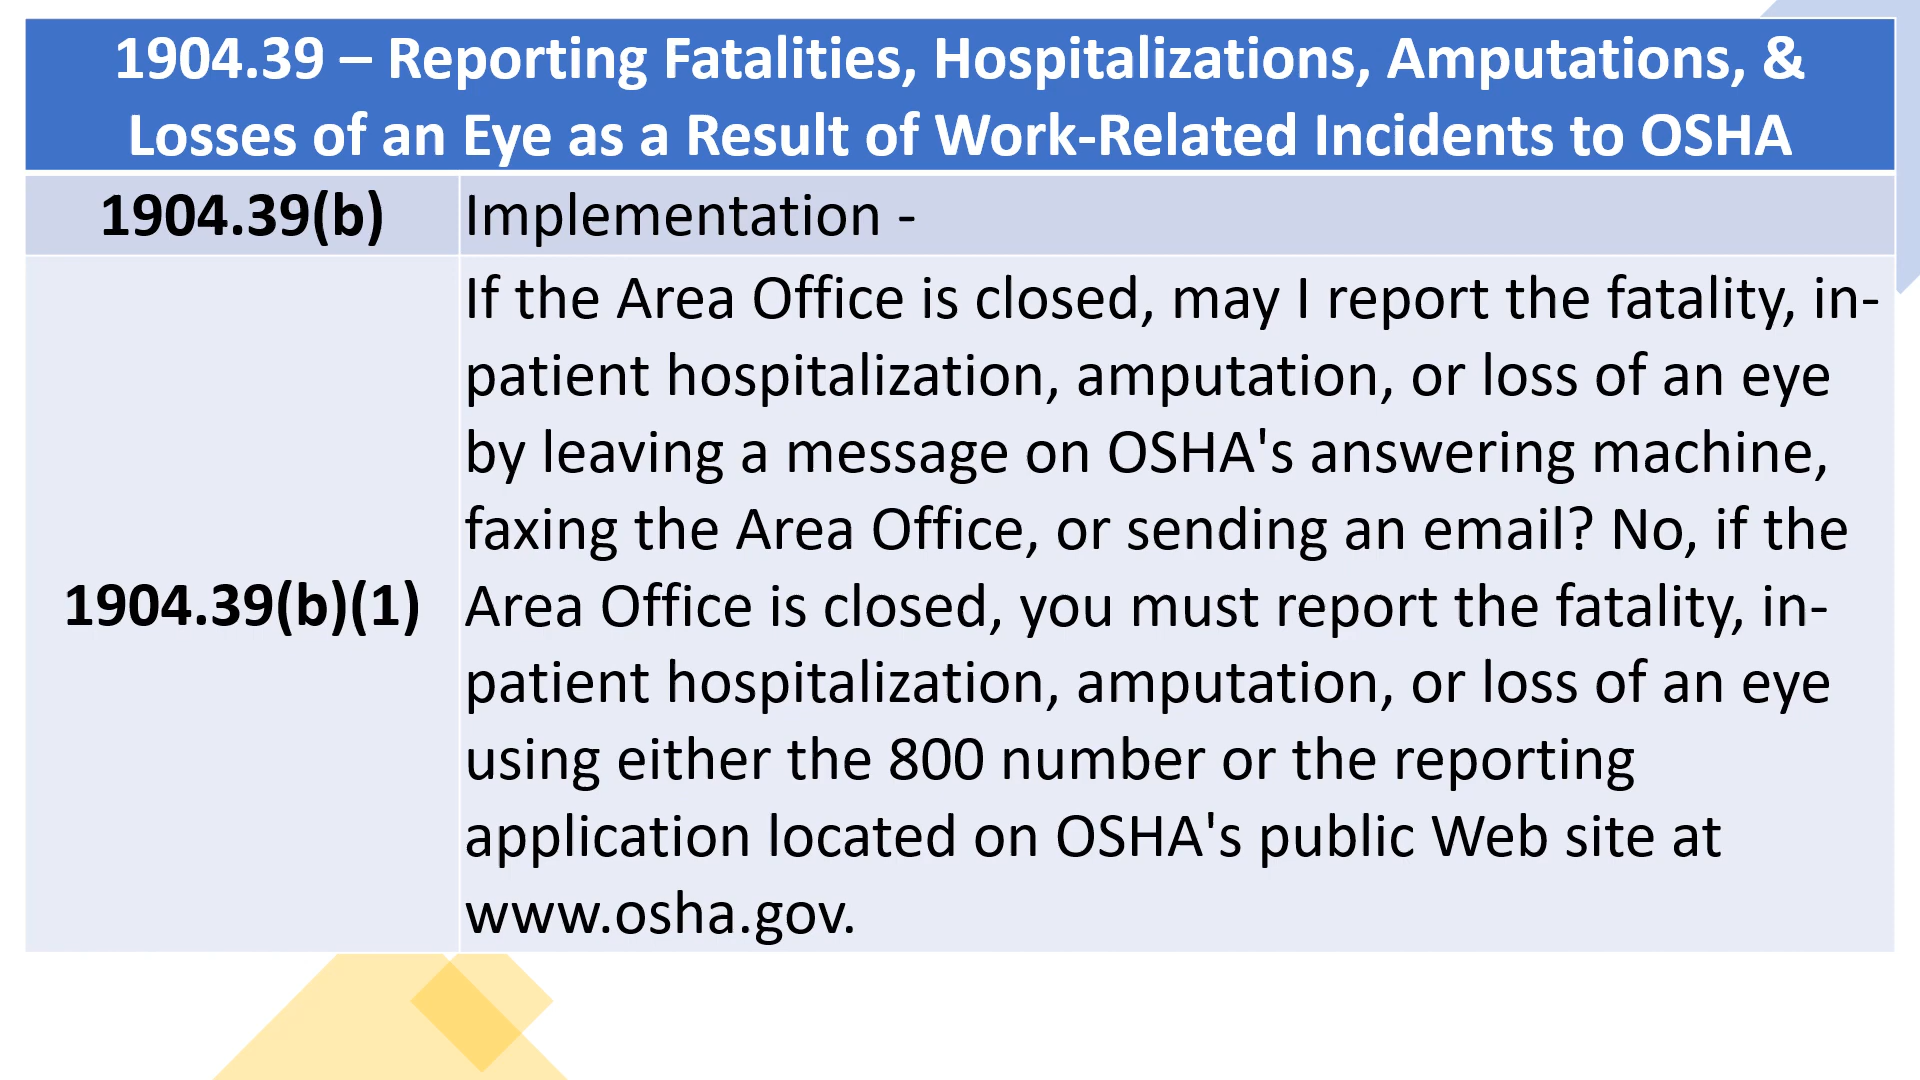 1904.39 – Reporting Fatalities, Hospitalizations, Amputations, &
Losses of an Eye as a Result of Work-Related Incidents to OSHA
1904.39(b)
Implementation -
1904.39(b)(1)
If the Area Office is closed, may I report the fatality, in-
patient hospitalization, amputation, or loss of an eye
by leaving a message on OSHA's answering machine,
faxing the Area Office, or sending an email? No, if the
Area Office is closed, you must report the fatality, in-
patient hospitalization, amputation, or loss of an eye
using either the 800 number or the reporting
application located on OSHA's public Web site at
www.osha.gov.